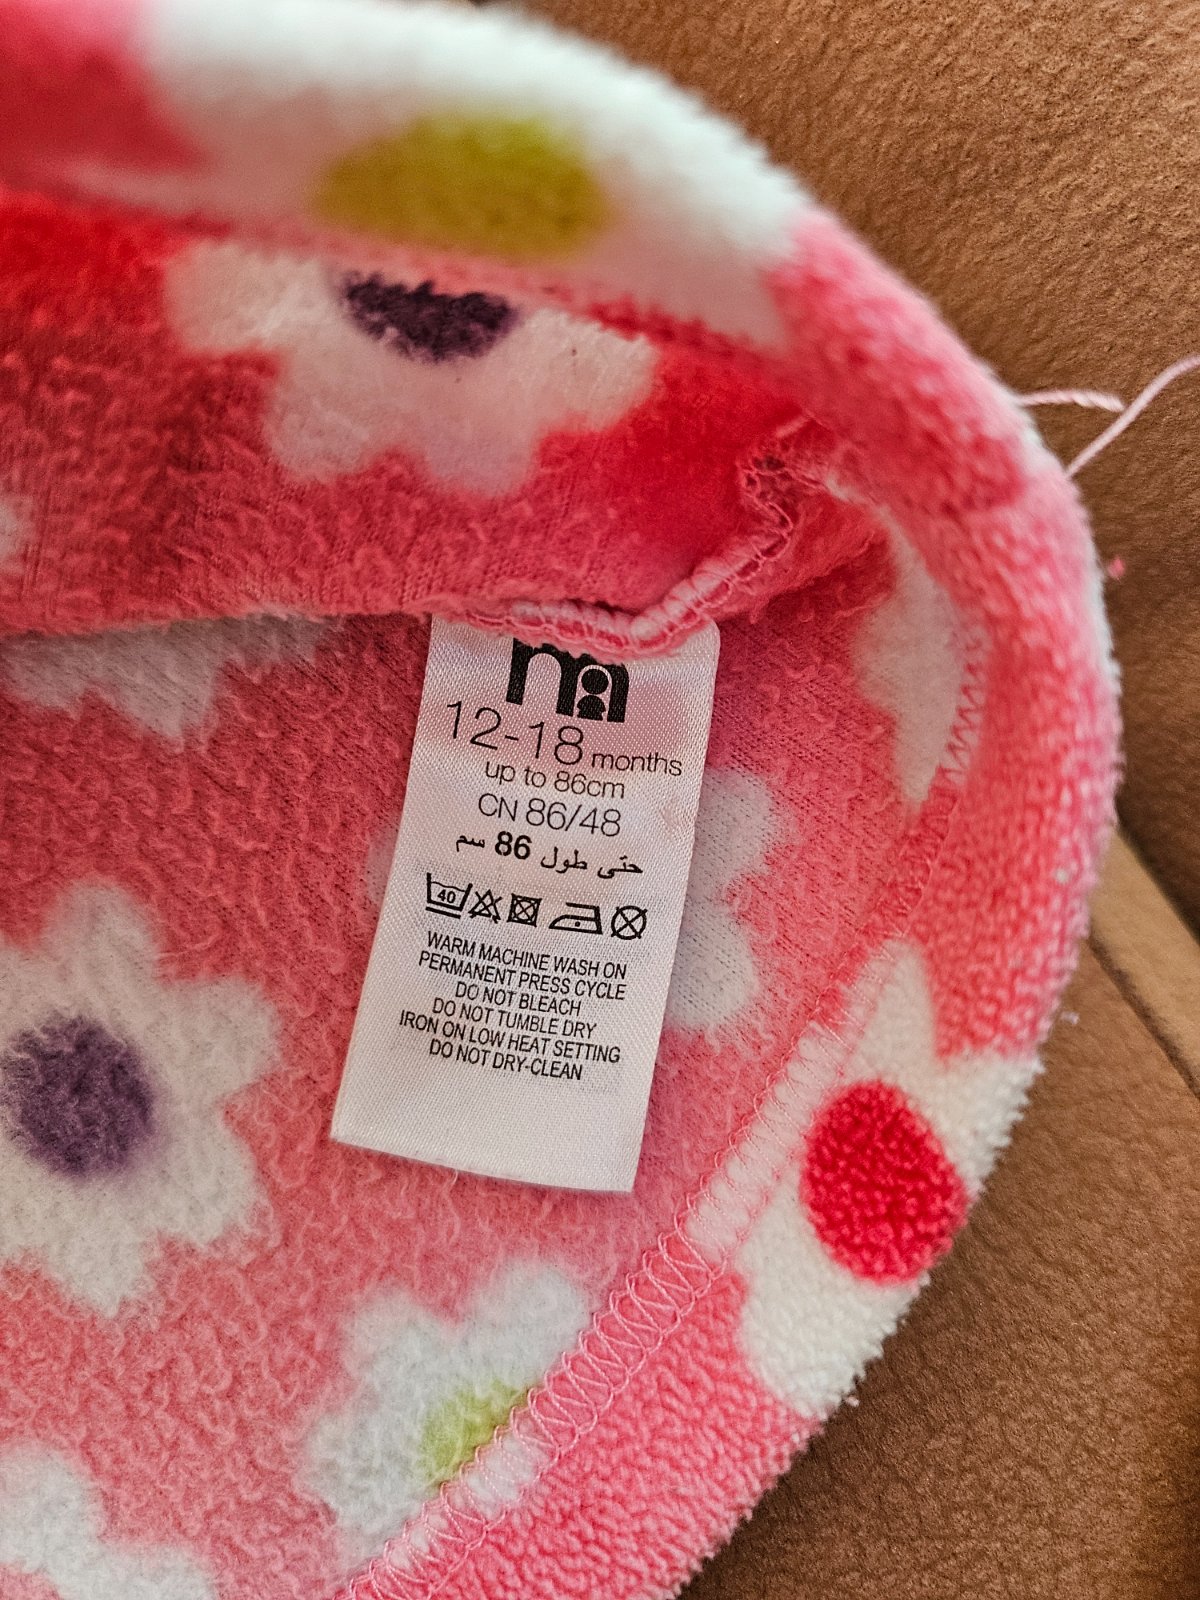 12-18 months
up to 86cm
CN 86/48
حتّى طول 86 سم
40
WARM MACHINE WASH ON
PERMANENT PRESS CYCLE
DO NOT BLEACH
DO NOT TUMBLE DRY
IRON ON LOW HEAT SETTING
DO NOT DRY-CLEAN